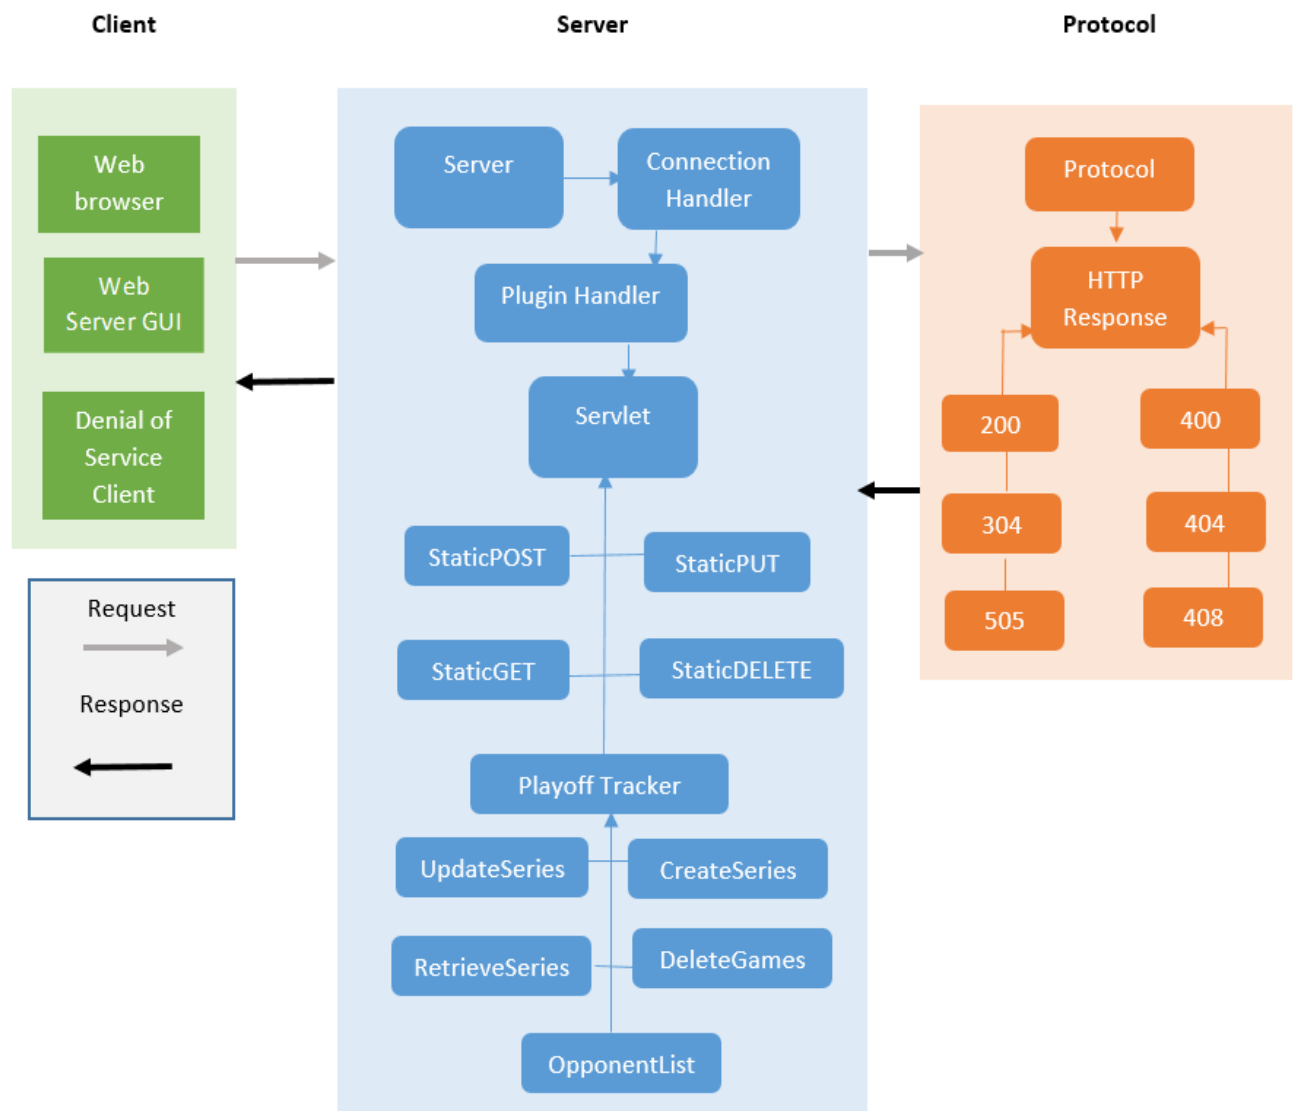 Client
Server
Protocol
Web
browser
Web
Server GUI
Denial of
Service
Client
Request
Response
Server
Connection
Handler
Plugin Handler
Servlet
StaticPOST
StaticPUT
StaticGET
StaticDELETE
Playoff Tracker
UpdateSeries
CreateSeries
RetrieveSeries
DeleteGames
OpponentList
Protocol
HTTP
Response
200
400
304
404
505
408